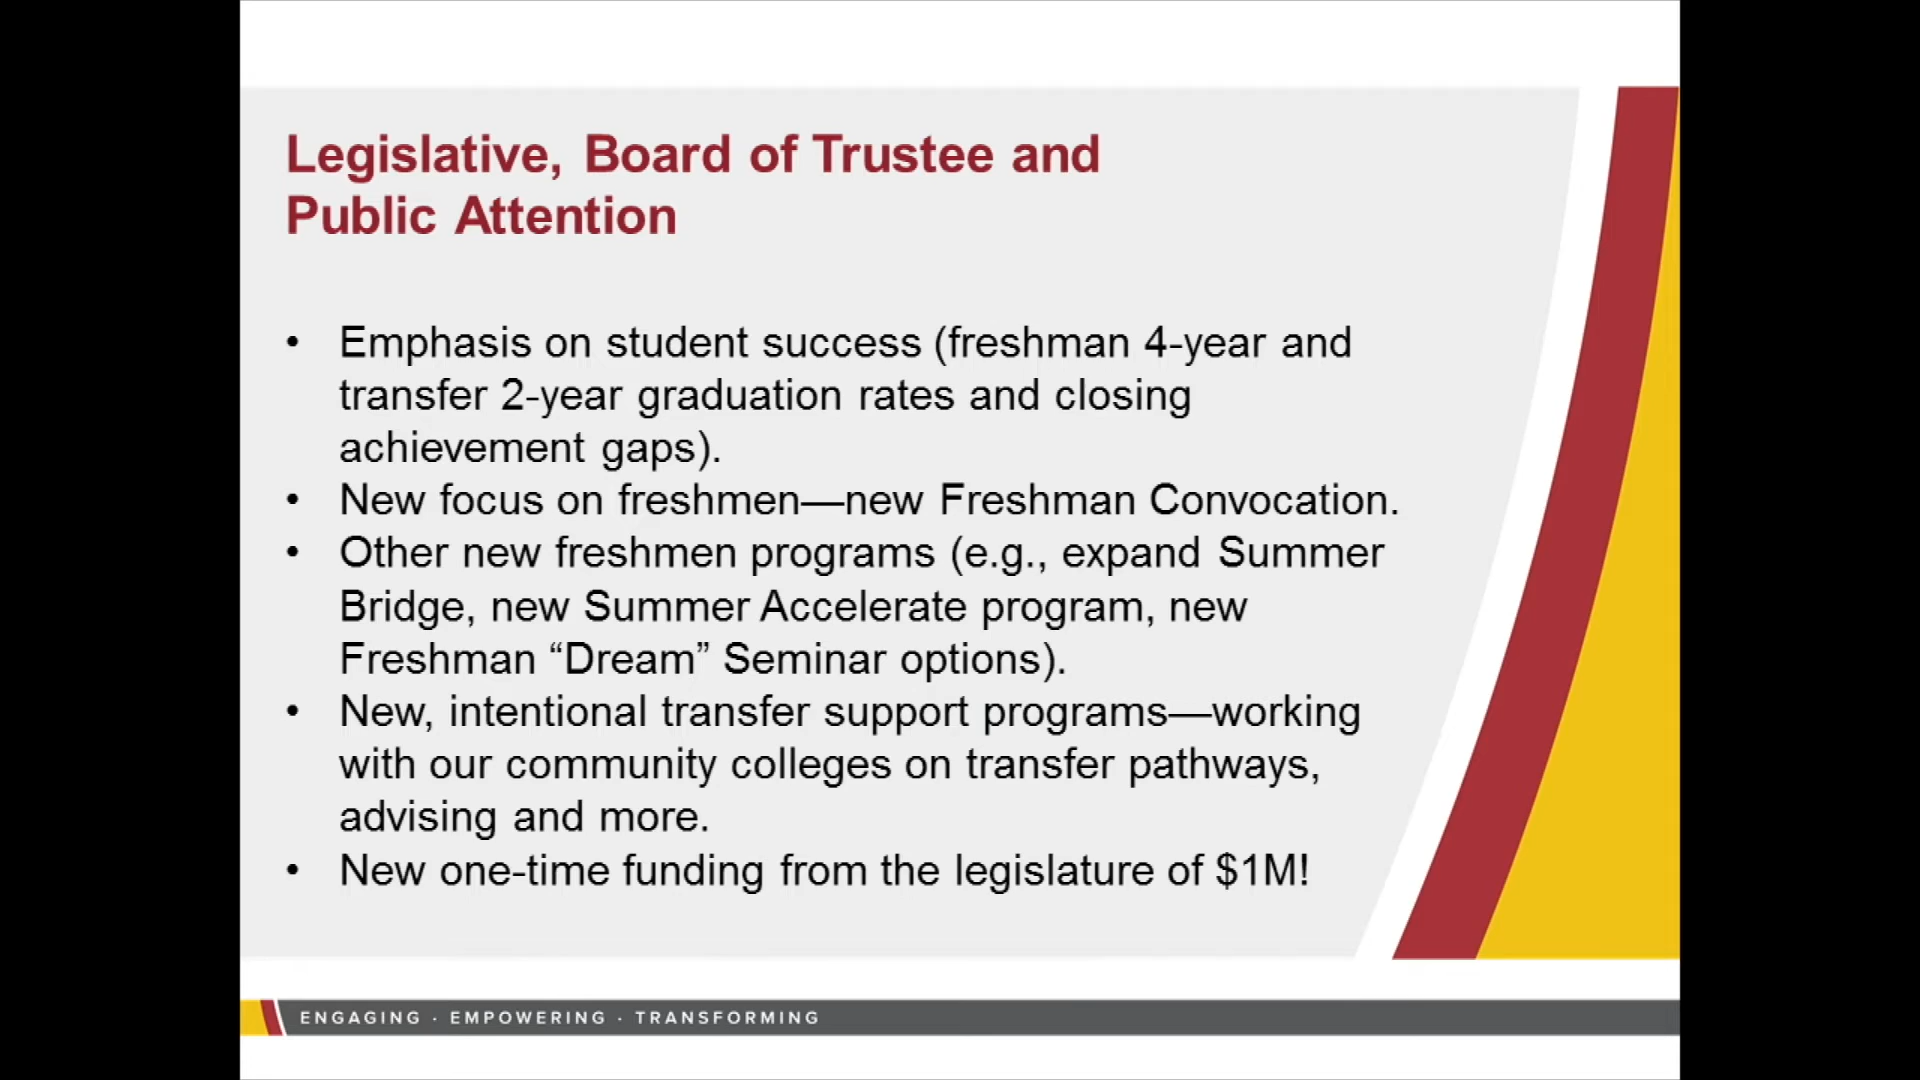 Legislative, Board of Trustee and
Public Attention
• Emphasis on student success (freshman 4-year and
transfer 2-year graduation rates and closing
achievement gaps).
• New focus on freshmen—new Freshman Convocation.
• Other new freshmen programs (e.g., expand Summer
Bridge, new Summer Accelerate program, new
Freshman “Dream” Seminar options).
• New, intentional transfer support programs—working
with our community colleges on transfer pathways,
advising and more.
• New one-time funding from the legislature of $1M!
ENGAGING · EMPOWERING · TRANSFORMING